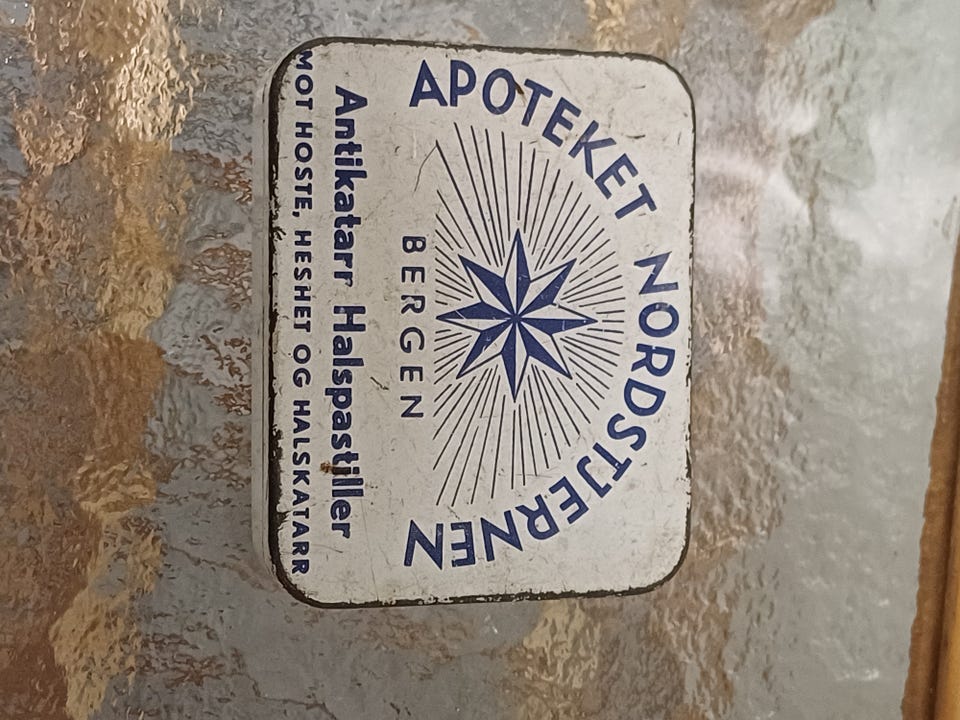 APOTEKET NORDSTJERNEN
BERGEN
Antikatarr Halspastiller
MOT HOSTE, HESHET OG HALSKATARR